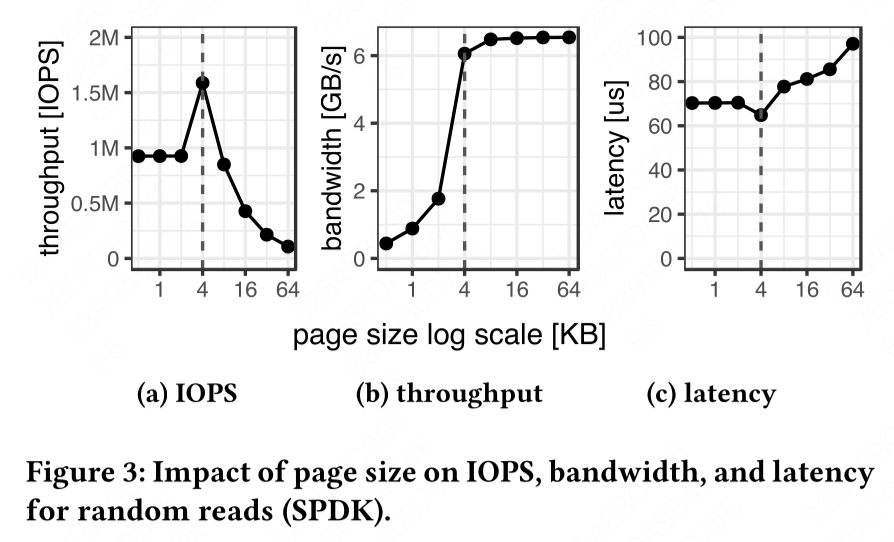 throughput [IOPS]
2M
1.5M
1M
0.5M
0
1 4 16 64
bandwidth [GB/s]
6
4
2
0
1 4 16 64
latency [us]
100
80
60
40
20
0
1 4 16 64
page size log scale [KB]
(a) IOPS
(b) throughput
(c) latency
Figure 3: Impact of page size on IOPS, bandwidth, and latency
for random reads (SPDK).